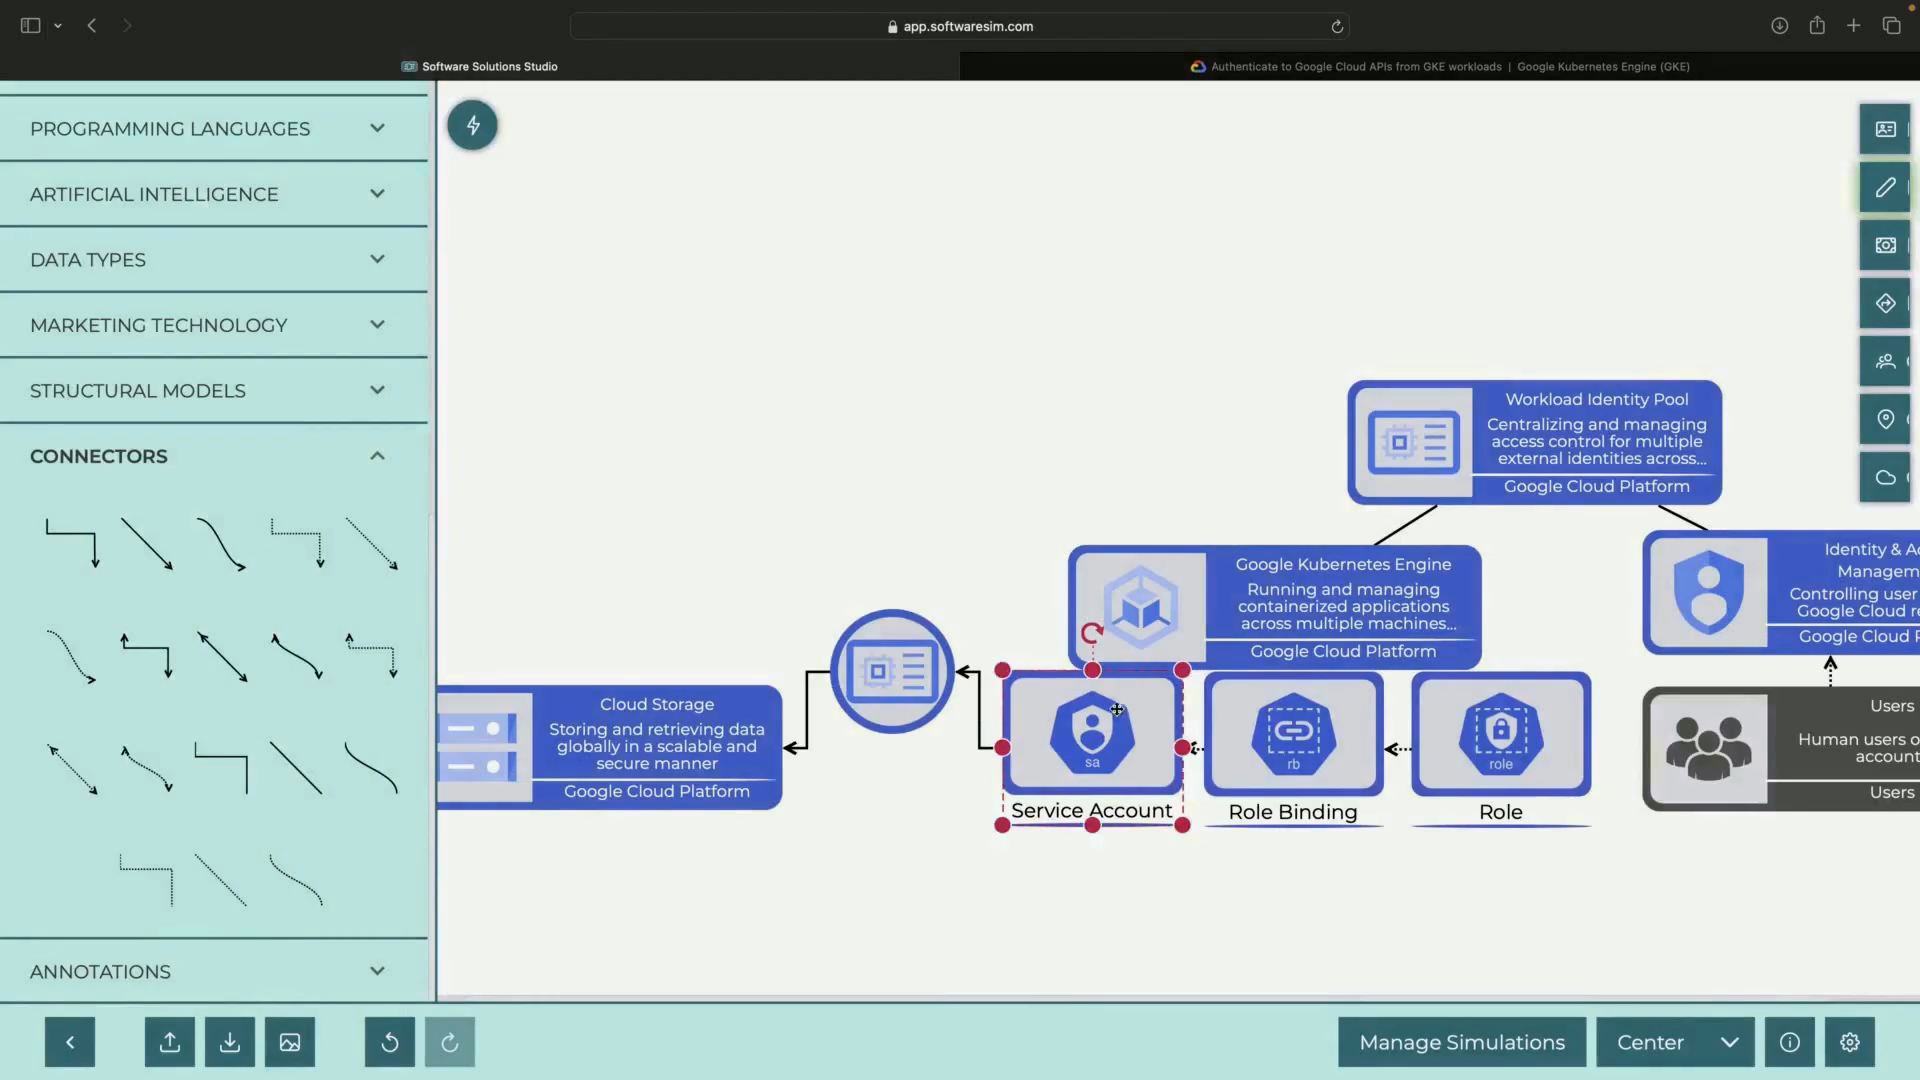 app.softwaresim.com
Software Solutions Studio
Authenticate to Google Cloud APIs from GKE workloads | Google Kubernetes Engine (GKE)
PROGRAMMING LANGUAGES
ARTIFICIAL INTELLIGENCE
DATA TYPES
MARKETING TECHNOLOGY
STRUCTURAL MODELS
CONNECTORS
ANNOTATIONS
Workload Identity Pool
Centralizing and managing
access control for multiple
external identities across...
Google Cloud Platform
Google Kubernetes Engine
Running and managing
containerized applications
across multiple machines...
Google Cloud Platform
Identity & Ac
Managem
Controlling user
Google Cloud re
Google Cloud P
Cloud Storage
Storing and retrieving data
globally in a scalable and
secure manner
Google Cloud Platform
sa
Service Account
rb
Role Binding
role
Role
Users
Human users o
account
Users
Manage Simulations
Center